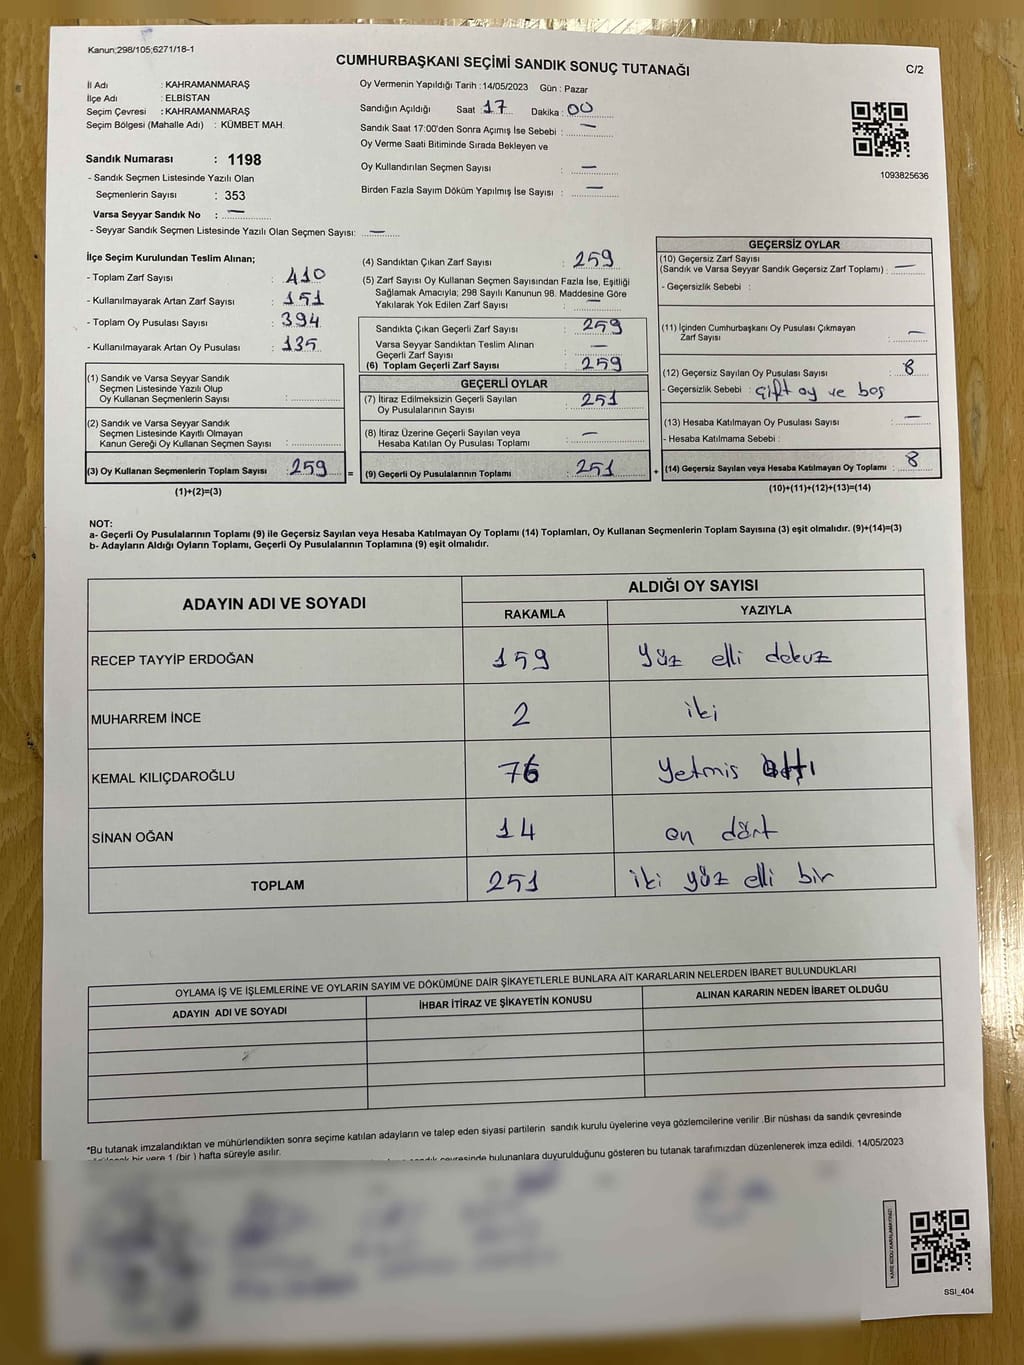 Kanun;298/105;6271/18-1
CUMHURBAŞKANI SEÇİMİ SANDIK SONUÇ TUTANAĞI
C/2
İl Adı : KAHRAMANMARAŞ
İlçe Adı : ELBİSTAN
Seçim Çevresi : KAHRAMANMARAŞ
Seçim Bölgesi (Mahalle Adı) : KÜMBET MAH.
Sandık Numarası : 1198
- Sandık Seçmen Listesinde Yazılı Olan
Seçmenlerin Sayısı : 353
Varsa Seyyar Sandık No : —
- Seyyar Sandık Seçmen Listesinde Yazılı Olan Seçmen Sayısı: —
Oy Vermenin Yapıldığı Tarih :14/05/2023 Gün : Pazar
Sandığın Açıldığı Saat :17 Dakika :00
Sandık Saat 17:00'den Sonra Açımış İse Sebebi : —
Oy Verme Saati Bitiminde Sırada Bekleyen ve
Oy Kullandırılan Seçmen Sayısı : —
Birden Fazla Sayım Döküm Yapılmış İse Sayısı : —
1093825636
İlçe Seçim Kurulundan Teslim Alınan;
- Toplam Zarf Sayısı : 410
- Kullanılmayarak Artan Zarf Sayısı : 151
- Toplam Oy Pusulası Sayısı : 394
- Kullanılmayarak Artan Oy Pusulası : 135
(1) Sandık ve Varsa Seyyar Sandık
Seçmen Listesinde Yazılı Olup
Oy Kullanan Seçmenlerin Sayısı :
(2) Sandık ve Varsa Seyyar Sandık
Seçmen Listesinde Kayıtlı Olmayan
Kanun Gereği Oy Kullanan Seçmen Sayısı :
(3) Oy Kullanan Seçmenlerin Toplam Sayısı : 259 =
(1)+(2)=(3)
(4) Sandıktan Çıkan Zarf Sayısı : 259
(5) Zarf Sayısı Oy Kullanan Seçmen Sayısından Fazla İse, Eşitliği
Sağlamak Amacıyla; 298 Sayılı Kanunun 98. Maddesine Göre
Yakılarak Yok Edilen Zarf Sayısı : —
Sandıkta Çıkan Geçerli Zarf Sayısı : 259
Varsa Seyyar Sandıktan Teslim Alınan
Geçerli Zarf Sayısı : —
(6) Toplam Geçerli Zarf Sayısı : 259
GEÇERLİ OYLAR
(7) İtiraz Edilmeksizin Geçerli Sayılan
Oy Pusulalarının Sayısı : 251
(8) İtiraz Üzerine Geçerli Sayılan veya
Hesaba Katılan Oy Pusulası Toplamı : —
(9) Geçerli Oy Pusulalarının Toplamı : 251 +
GEÇERSİZ OYLAR
(10) Geçersiz Zarf Sayısı
(Sandık ve Varsa Seyyar Sandık Geçersiz Zarf Toplamı) : —
- Geçersizlik Sebebi :
(11) İçinden Cumhurbaşkanı Oy Pusulası Çıkmayan
Zarf Sayısı : —
(12) Geçersiz Sayılan Oy Pusulası Sayısı : 8
- Geçersizlik Sebebi : çift oy ve boş
(13) Hesaba Katılmayan Oy Pusulası Sayısı : —
- Hesaba Katılmama Sebebi :
(14) Geçersiz Sayılan veya Hesaba Katılmayan Oy Toplamı : 8
(10)+(11)+(12)+(13)=(14)
NOT:
a- Geçerli Oy Pusulalarının Toplamı (9) ile Geçersiz Sayılan veya Hesaba Katılmayan Oy Toplamı (14) Toplamları, Oy Kullanan Seçmenlerin Toplam Sayısına (3) eşit olmalıdır. (9)+(14)=(3)
b- Adayların Aldığı Oyların Toplamı, Geçerli Oy Pusulalarının Toplamına (9) eşit olmalıdır.
ADAYIN ADI VE SOYADI ALDIĞI OY SAYISI
RAKAMLA YAZIYLA
RECEP TAYYİP ERDOĞAN 159 yüz elli dokuz
MUHARREM İNCE 2 iki
KEMAL KILIÇDAROĞLU 76 yetmis altı
SİNAN OĞAN 14 on dört
TOPLAM 251 iki yüz elli bir
OYLAMA İŞ VE İŞLEMLERİNE VE OYLARIN SAYIM VE DÖKÜMÜNE DAİR ŞİKAYETLERLE BUNLARA AİT KARARLARIN NELERDEN İBARET BULUNDUKLARI
ADAYIN ADI VE SOYADI İHBAR İTİRAZ VE ŞİKAYETİN KONUSU ALINAN KARARIN NEDEN İBARET OLDUĞU
*Bu tutanak imzalandıktan ve mühürlendikten sonra seçime katılan adayların ve talep eden siyasi partilerin sandık kurulu üyelerine veya gözlemcilerine verilir .Bir nüshası da sandık çevresinde
bir yere 1 (bir ) hafta süreyle asılır.
çevresinde bulunanlara duyurulduğunu gösteren bu tutanak tarafımızdan düzenlenerek imza edildi. 14/05/2023
SSI_404